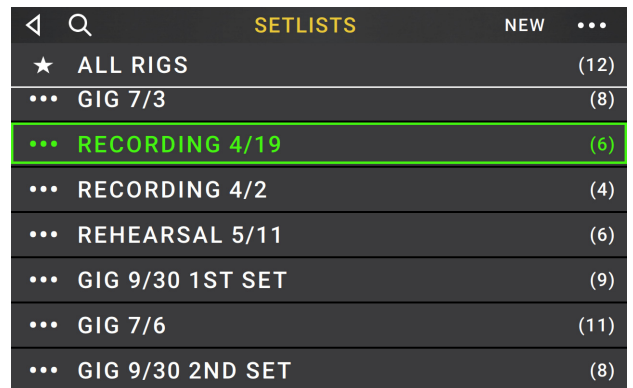 SETLISTS NEW •••
★ ALL RIGS (12)
••• GIG 7/3 (8)
••• RECORDING 4/19 (6)
••• RECORDING 4/2 (4)
••• REHEARSAL 5/11 (6)
••• GIG 9/30 1ST SET (9)
••• GIG 7/6 (11)
••• GIG 9/30 2ND SET (8)